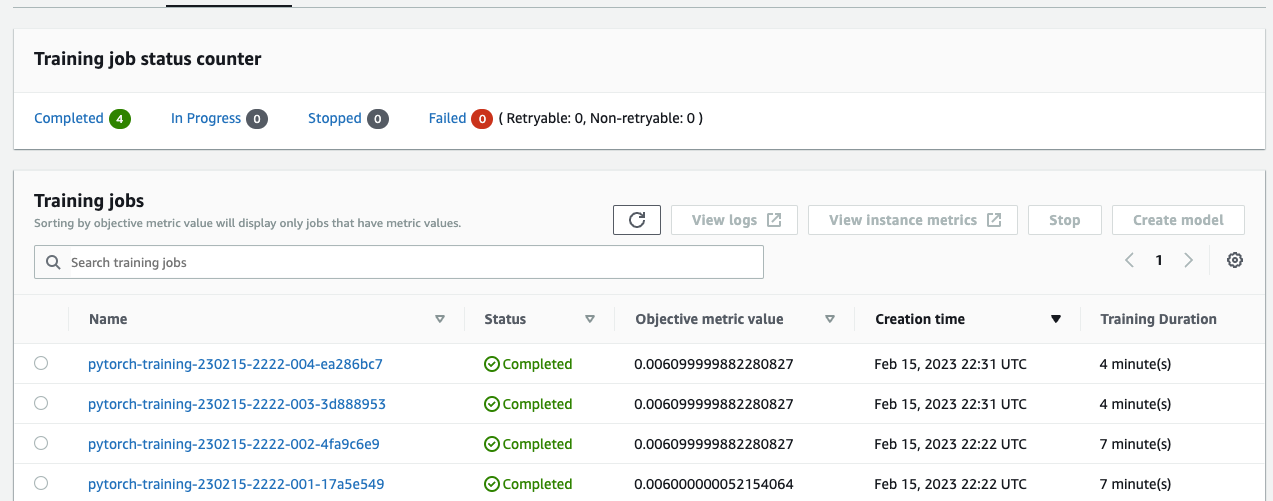 Training job status counter
Completed 4 In Progress 0 Stopped 0 Failed 0 ( Retryable: 0, Non-retryable: 0 )
Training jobs
Sorting by objective metric value will display only jobs that have metric values.
View logs View instance metrics Stop Create model
Search training jobs
1
Name Status Objective metric value Creation time Training Duration
pytorch-training-230215-2222-004-ea286bc7 Completed 0.006099999882280827 Feb 15, 2023 22:31 UTC 4 minute(s)
pytorch-training-230215-2222-003-3d888953 Completed 0.006099999882280827 Feb 15, 2023 22:31 UTC 4 minute(s)
pytorch-training-230215-2222-002-4fa9c6e9 Completed 0.006099999882280827 Feb 15, 2023 22:22 UTC 7 minute(s)
pytorch-training-230215-2222-001-17a5e549 Completed 0.006000000052154064 Feb 15, 2023 22:22 UTC 7 minute(s)